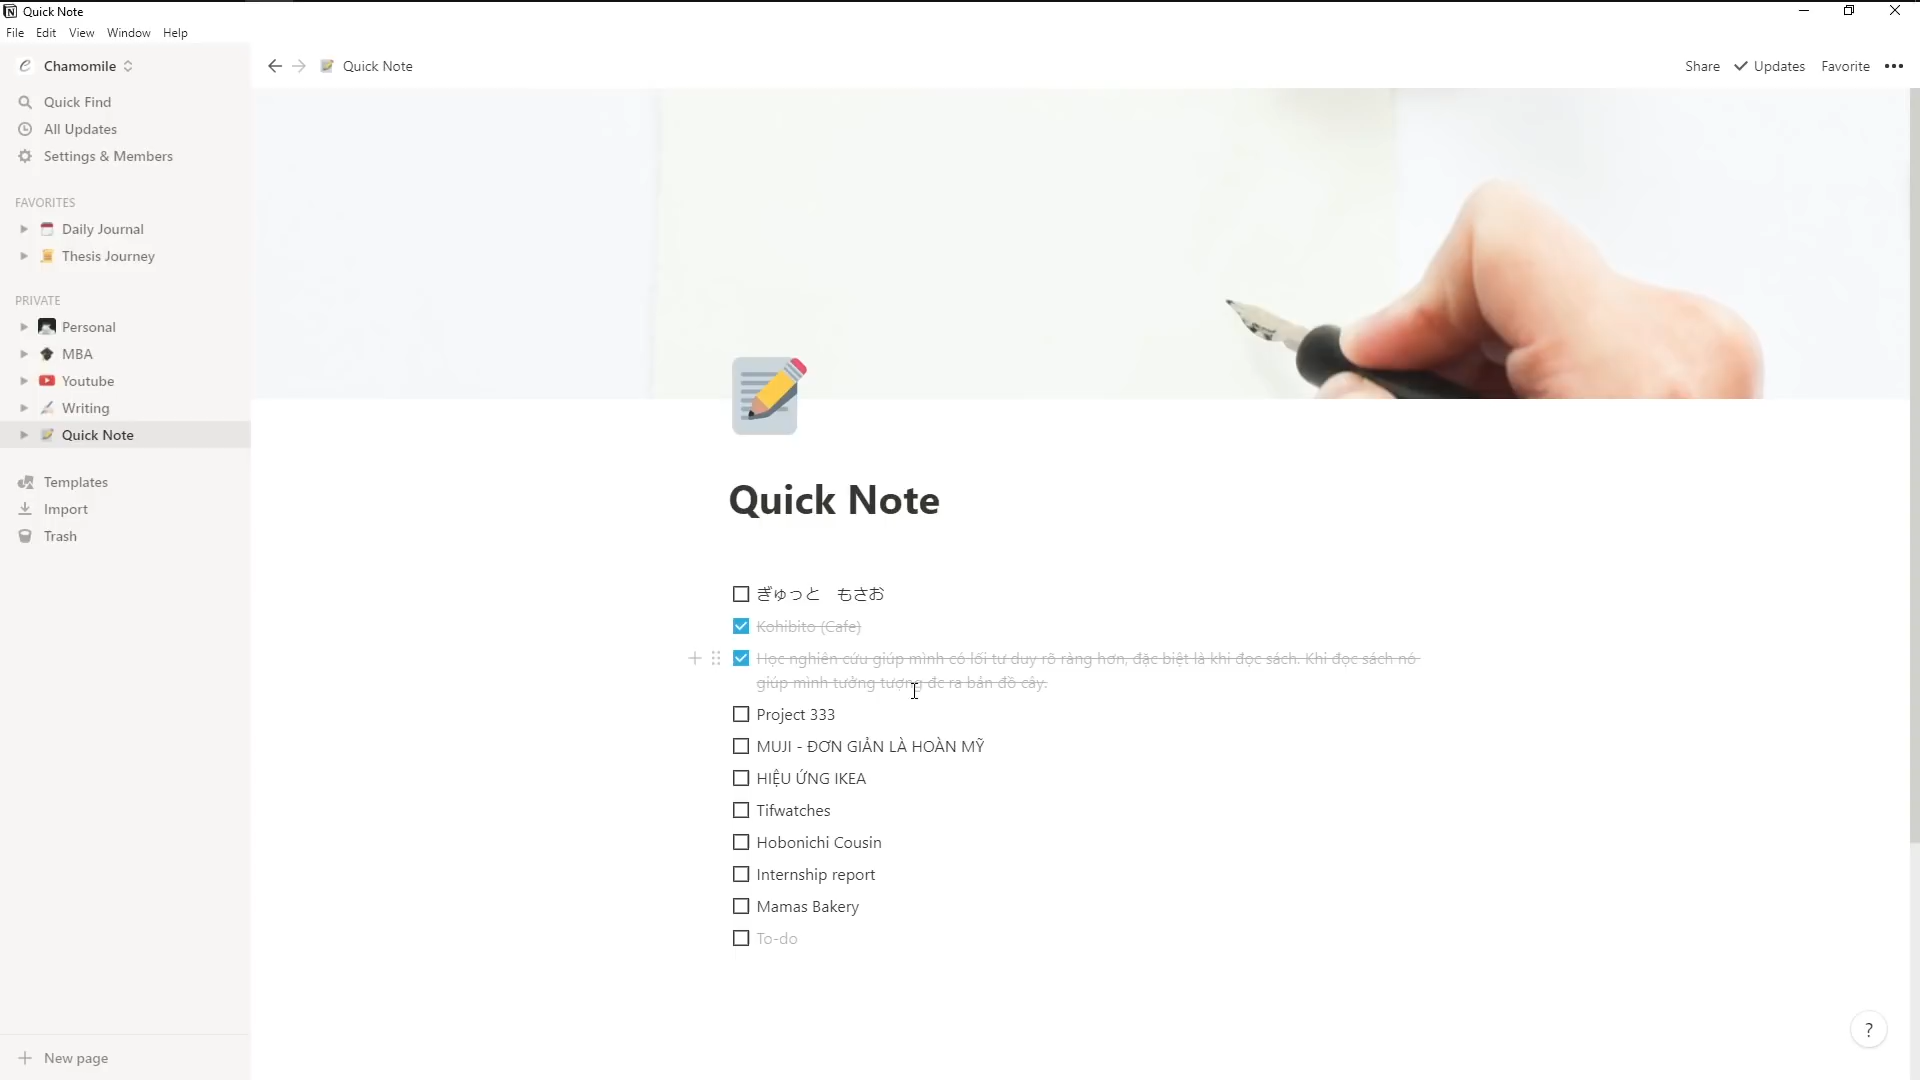 Quick Note
File Edit View Window Help
Chamomile
Quick Find
All Updates
Settings & Members
FAVORITES
Daily Journal
Thesis Journey
PRIVATE
Personal
MBA
Youtube
Writing
Quick Note
Templates
Import
Trash
New page
Quick Note
Share Updates Favorite
Quick Note
ぎゅっと　もさお
Kohibito (Cafe)
Học nghiên cứu giúp mình có lối tư duy rõ ràng hơn, đặc biệt là khi đọc sách. Khi đọc sách nó
giúp mình tưởng tượng đc ra bản đồ cây.
Project 333
MUJI - ĐƠN GIẢN LÀ HOÀN MỸ
HIỆU ỨNG IKEA
Tifwatches
Hobonichi Cousin
Internship report
Mamas Bakery
To-do
?